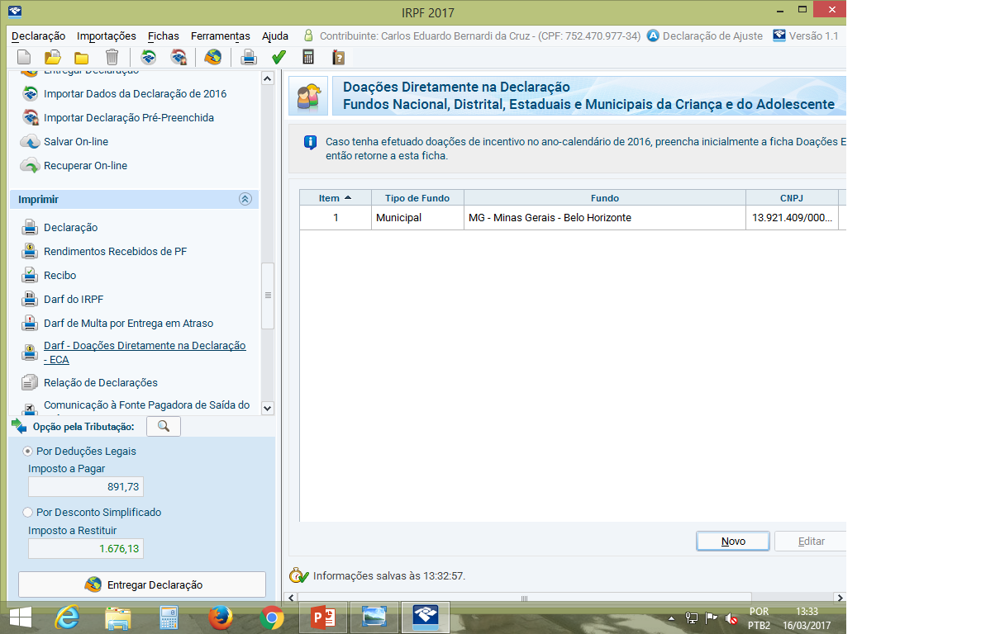 IRPF 2017
Declaração Importações Fichas Ferramentas Ajuda Contribuinte: Carlos Eduardo Bernardi da Cruz - (CPF: 752.470.977-34) Declaração de Ajuste Versão 1.1
Entregar Declaração
Importar Dados da Declaração de 2016
Importar Declaração Pré-Preenchida
Salvar On-line
Recuperar On-line
Imprimir
Declaração
Rendimentos Recebidos de PF
Recibo
Darf do IRPF
Darf de Multa por Entrega em Atraso
Darf - Doações Diretamente na Declaração
- ECA
Relação de Declarações
Comunicação à Fonte Pagadora de Saída do
Opção pela Tributação:
Por Deduções Legais
Imposto a Pagar
891,73
Por Desconto Simplificado
Imposto a Restituir
1.676,13
Entregar Declaração
Doações Diretamente na Declaração
Fundos Nacional, Distrital, Estaduais e Municipais da Criança e do Adolescente
Caso tenha efetuado doações de incentivo no ano-calendário de 2016, preencha inicialmente a ficha Doações E
então retorne a esta ficha.
Item Tipo de Fundo Fundo CNPJ
1 Municipal MG - Minas Gerais - Belo Horizonte 13.921.409/000...
Novo Editar
Informações salvas às 13:32:57.
POR
PTB2
13:33
16/03/2017